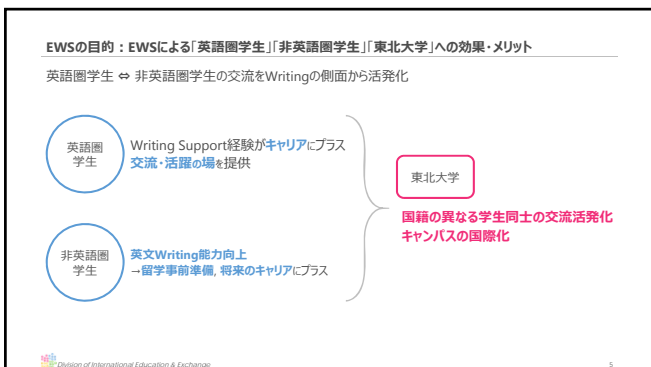 EWSの目的:EWSによる「英語圏学生」「非英語圏学生」「東北大学」への効果・メリット
英語圏学生 ⇔ 非英語圏学生の交流をWritingの側面から活発化
英語圏
学生
Writing Support経験がキャリアにプラス
交流・活躍の場を提供
非英語圏
学生
英文Writing能力向上
→留学事前準備, 将来のキャリアにプラス
東北大学
国籍の異なる学生同士の交流活発化
キャンパスの国際化
Division of International Education & Exchange
5